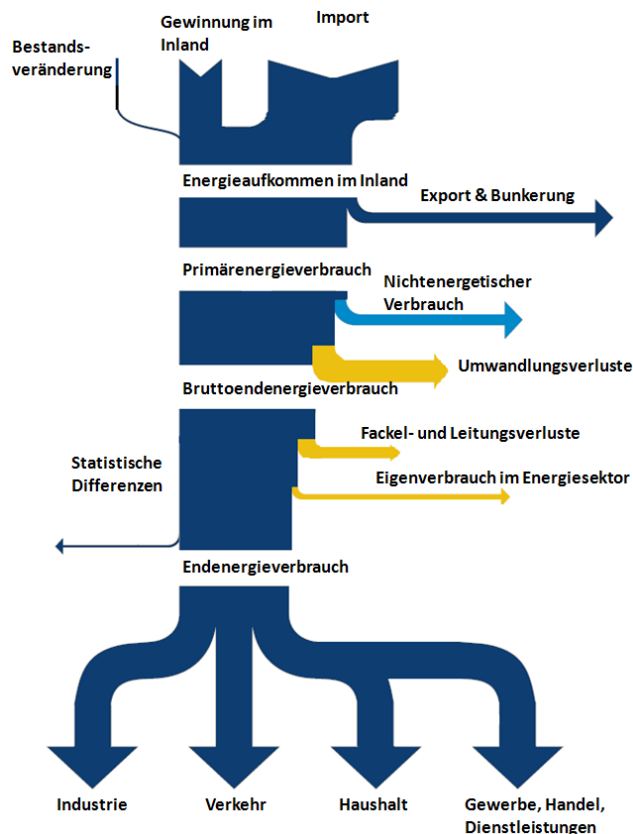 Gewinnung im
Inland
Import
Bestands-
veränderung
Energieaufkommen im Inland
Export & Bunkerung
Primärenergieverbrauch
Nichtenergetischer
Verbrauch
Umwandlungsverluste
Bruttoendenergieverbrauch
Fackel- und Leitungsverluste
Statistische
Differenzen
Eigenverbrauch im Energiesektor
Endenergieverbrauch
Industrie
Verkehr
Haushalt
Gewerbe, Handel,
Dienstleistungen